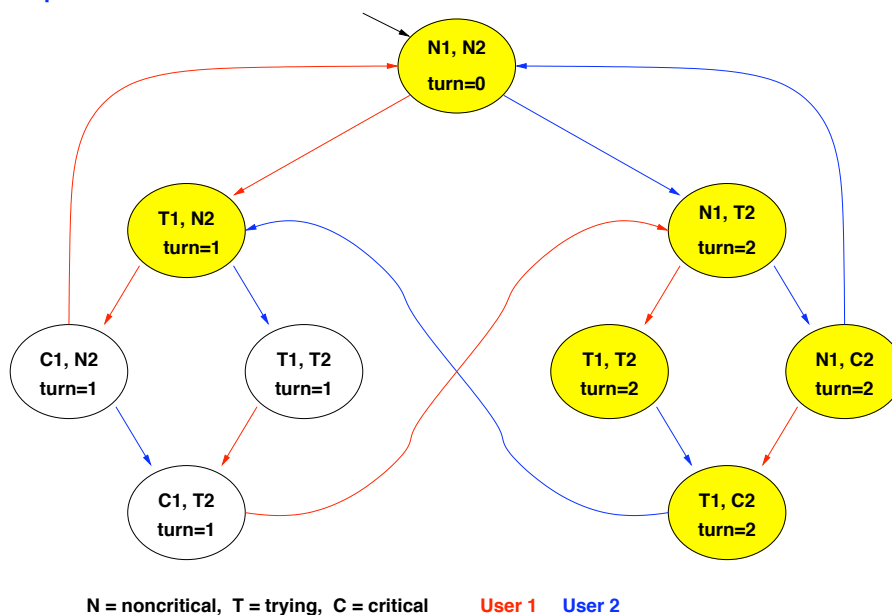 N1, N2
turn=0
T1, N2
turn=1
N1, T2
turn=2
C1, N2
turn=1
T1, T2
turn=1
T1, T2
turn=2
N1, C2
turn=2
C1, T2
turn=1
T1, C2
turn=2
N = noncritical, T = trying, C = critical User 1 User 2